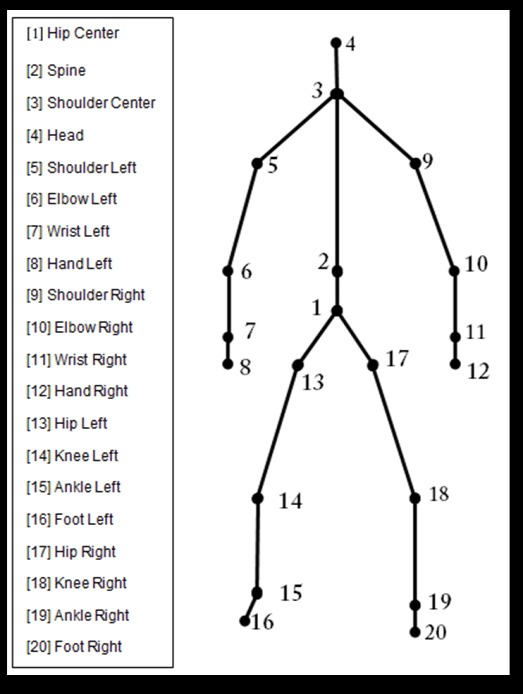 [1] Hip Center
[2] Spine
[3] Shoulder Center
[4] Head
[5] Shoulder Left
[6] Elbow Left
[7] Wrist Left
[8] Hand Left
[9] Shoulder Right
[10] Elbow Right
[11] Wrist Right
[12] Hand Right
[13] Hip Left
[14] Knee Left
[15] Ankle Left
[16] Foot Left
[17] Hip Right
[18] Knee Right
[19] Ankle Right
[20] Foot Right
4
3
5
9
6
2
10
1
7
11
8
12
13
17
14
18
15
19
16
20